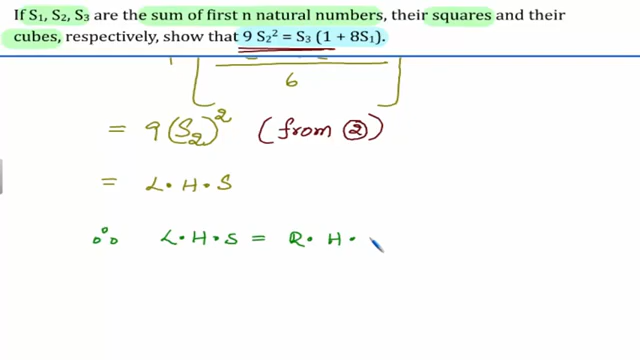 If S₁, S₂, S₃ are the sum of first n natural numbers, their squares and their
cubes, respectively, show that 9 S₂² = S₃ (1 + 8S₁).
6
= 9 (S₂)² (from ②)
= L.H.S
∴ L.H.S = R.H.